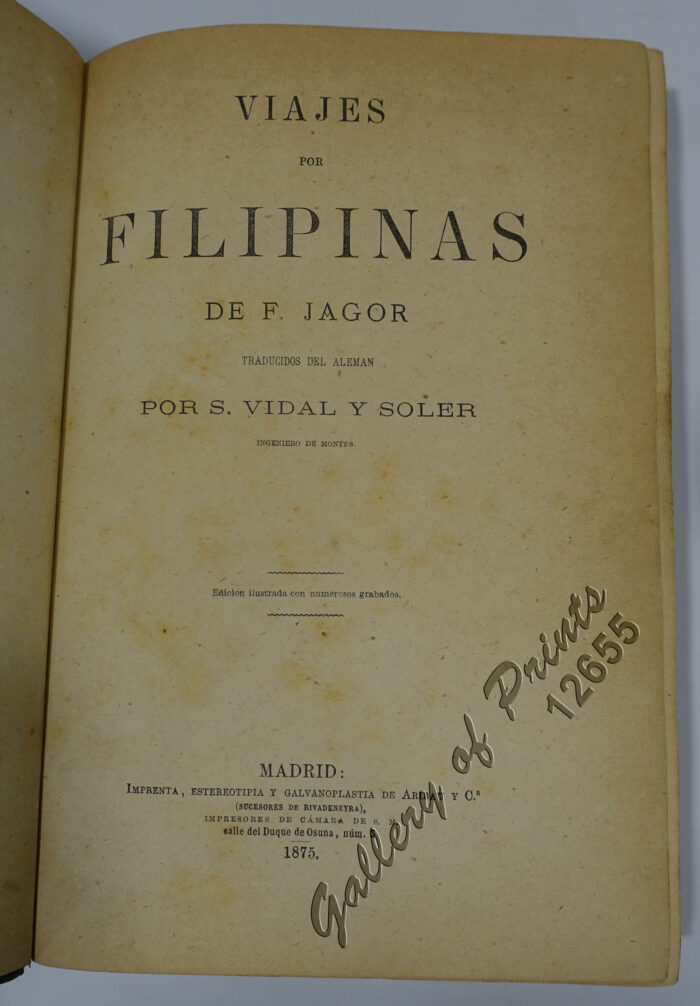 VIAJES
POR
FILIPINAS
DE F. JAGOR
TRADUCIDOS DEL ALEMAN
POR S. VIDAL Y SOLER
INGENIERO DE MONTES.
Edicion ilustrada con numerosos grabados.
MADRID:
IMPRENTA, ESTEREOTIPIA Y GALVANOPLASTIA DE ARIBAU Y C.ª
(SUCESORES DE RIVADENEYRA),
IMPRESORES DE CÁMARA DE S. M.
calle del Duque de Osuna, núm.
1875.
Gallery of Prints
12655